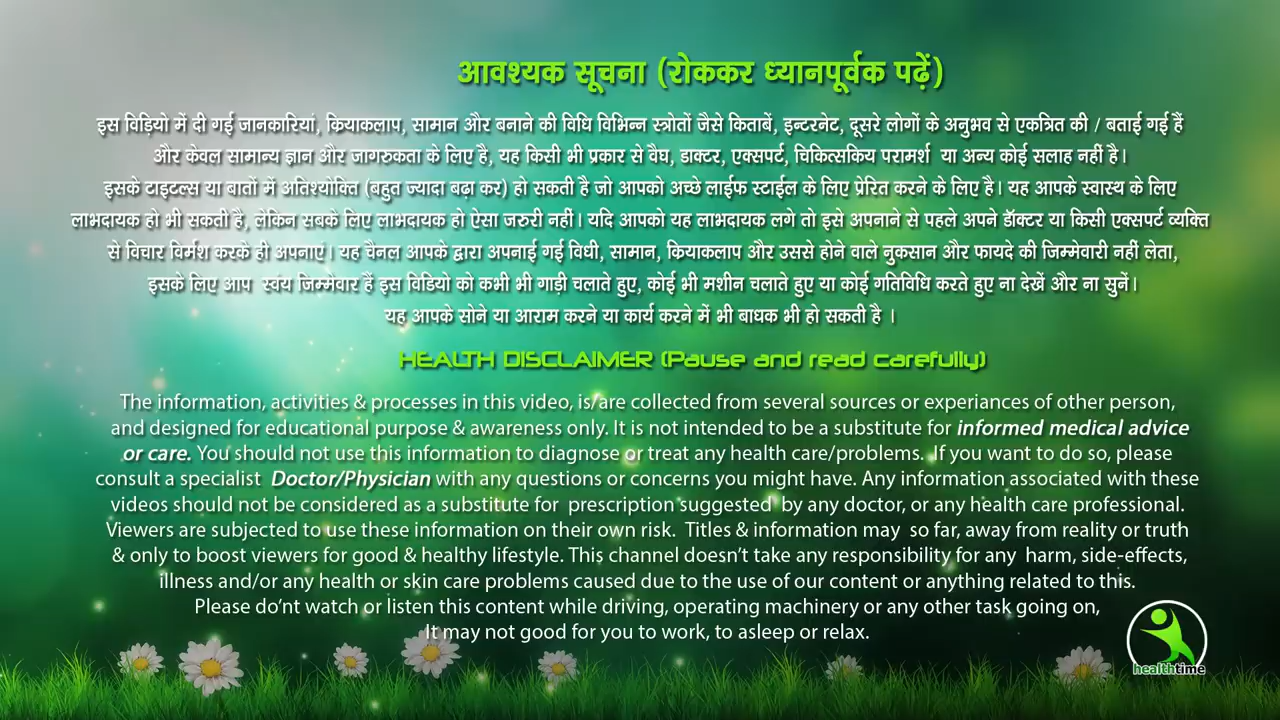 आवश्यक सूचना (रोककर ध्यानपूर्वक पढ़ें)
इस विड़ियो में दी गई जानकारियां, कियाकलाप, सामान और बनाने की विधि विभिन्न स्त्रोतों जैसे किताबें, इन्टरनेट, दूसरे लोगों के अनुभव से एकत्रित की / बताई गई हैं
और केवल सामान्य ज्ञान और जागरुकता के लिए है, यह किसी भी प्रकार से वैघ, डाक्टर, एक्सपर्ट, चिकित्सकिय परामर्श या अन्य कोई सलाह नहीं है।
इसके टाइटल्स या बातों में अतिश्योक्ति (बहुत ज्यादा बढ़ा कर) हो सकती है जो आपको अच्छे लाईफ स्टाईल के लिए प्रेरित करने के लिए है। यह आपके स्वास्थ के लिए
लाभदायक हो भी सकती है, लेकिन सबके लिए लाभदायक हो ऐसा जरुरी नहीं। यदि आपको यह लाभदायक लगे तो इसे अपनाने से पहले अपने डॉक्टर या किसी एक्सपर्ट व्यक्ति
से विचार विर्मश करके ही अपनाएं। यह चैनल आपके द्वारा अपनाई गई विधी, सामान, कियाकलाप और उससे होने वाले नुकसान और फायदे की जिम्मेवारी नहीं लेता,
इसके लिए आप स्वंय जिम्मेवार हैं इस विडियो को कभी भी गाड़ी चलाते हुए, कोई भी मशीन चलाते हुए या कोई गतिविधि करते हुए ना देखें और ना सुनें।
यह आपके सोने या आराम करने या कार्य करने में भी बाधक भी हो सकती है ।
HEALTH DISCLAIMER (Pause and read carefully)
The information, activities & processes in this video, is/are collected from several sources or experiances of other person,
and designed for educational purpose & awareness only. It is not intended to be a substitute for informed medical advice
or care. You should not use this information to diagnose or treat any health care/problems. If you want to do so, please
consult a specialist Doctor/Physician with any questions or concerns you might have. Any information associated with these
videos should not be considered as a substitute for prescription suggested by any doctor, or any health care professional.
Viewers are subjected to use these information on their own risk. Titles & information may so far, away from reality or truth
& only to boost viewers for good & healthy lifestyle. This channel doesn't take any responsibility for any harm, side-effects,
illness and/or any health or skin care problems caused due to the use of our content or anything related to this.
Please do'nt watch or listen this content while driving, operating machinery or any other task going on,
It may not good for you to work, to asleep or relax.
healthtime